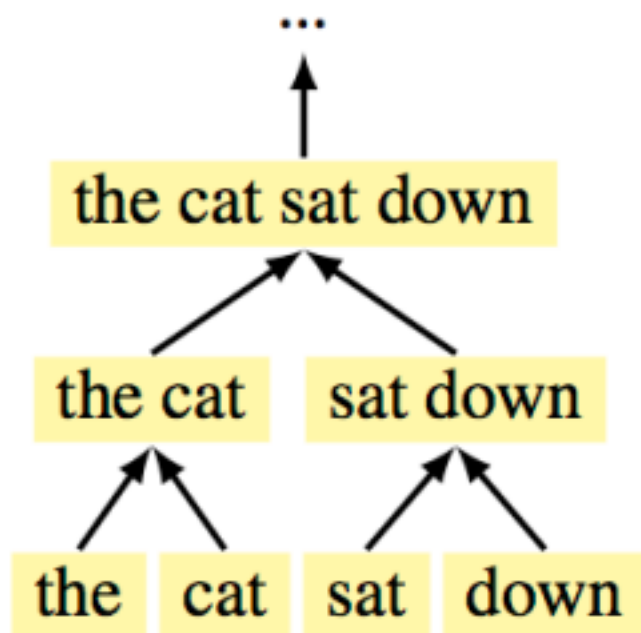 ...
the cat sat down
the cat sat down
the cat sat down